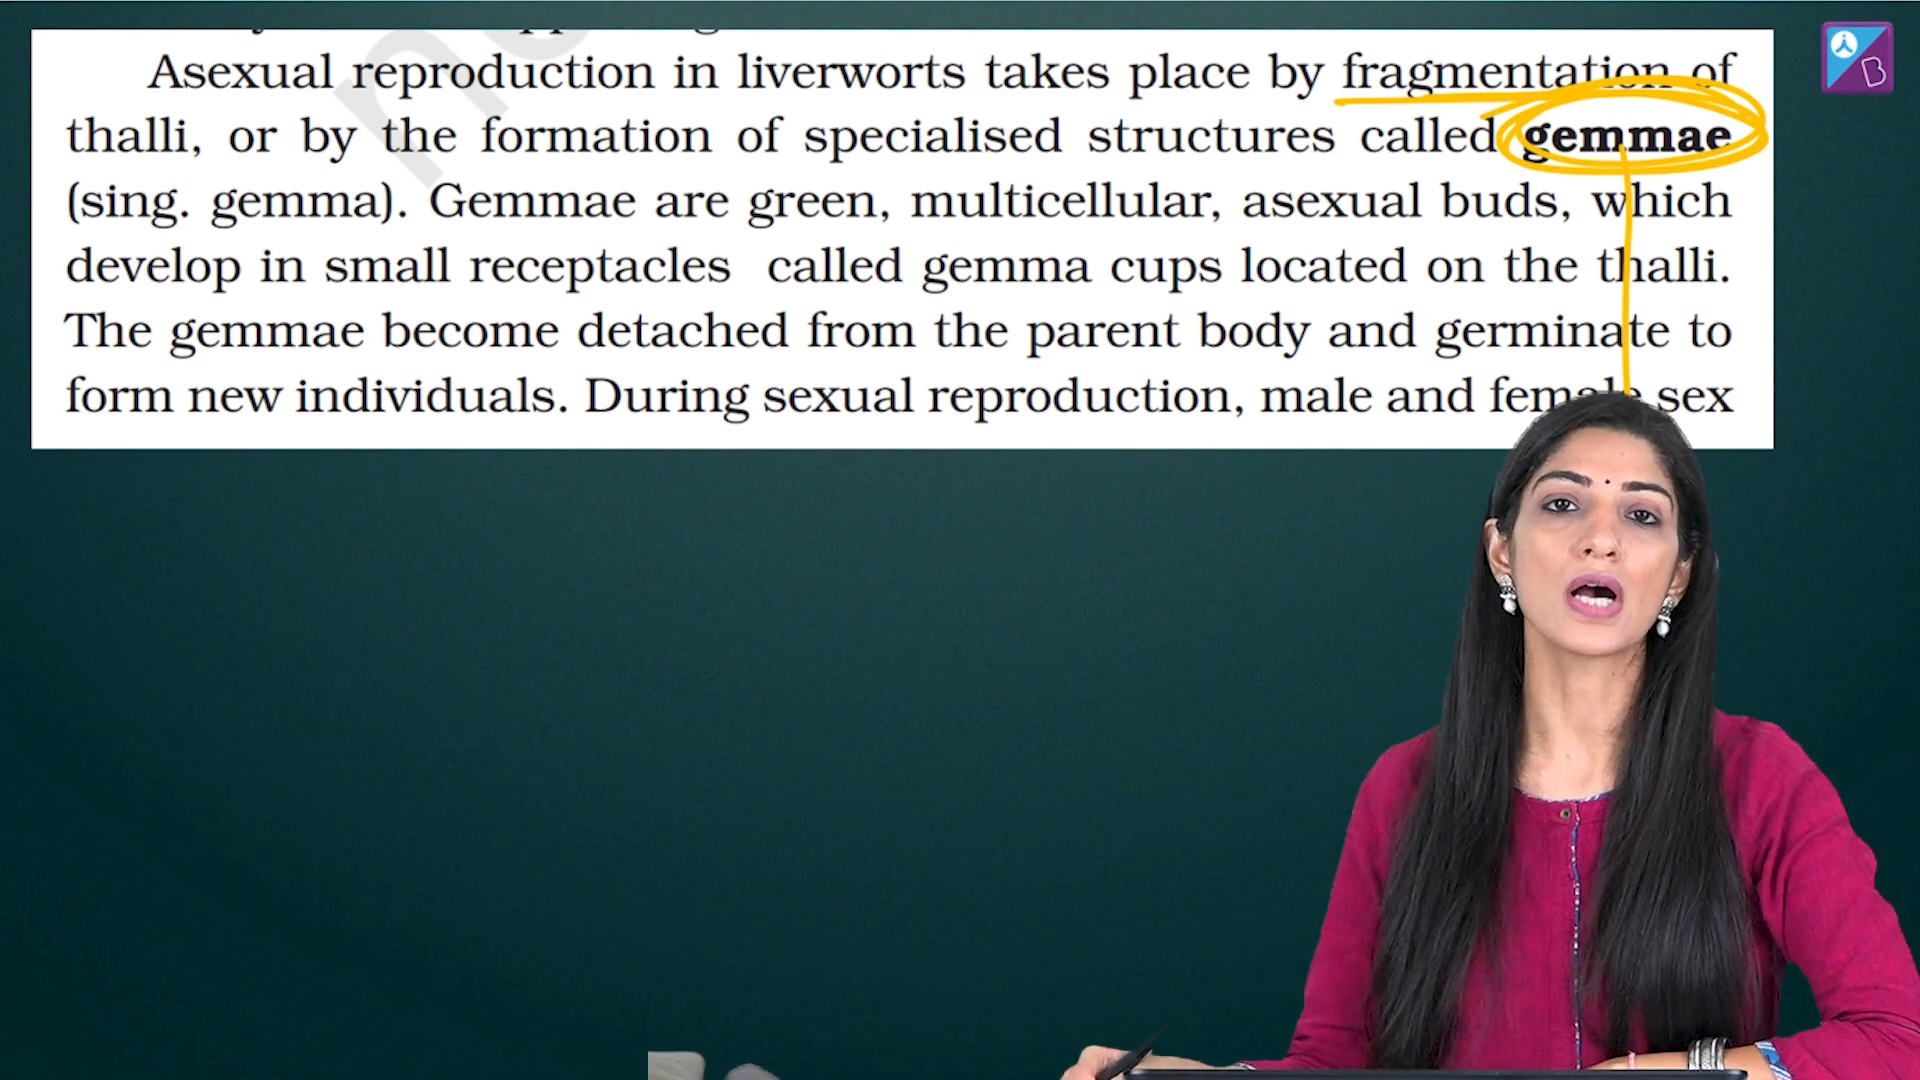 Asexual reproduction in liverworts takes place by fragmentation of
thalli, or by the formation of specialised structures called gemmae
(sing. gemma). Gemmae are green, multicellular, asexual buds, which
develop in small receptacles called gemma cups located on the thalli.
The gemmae become detached from the parent body and germinate to
form new individuals. During sexual reproduction, male and female sex
B